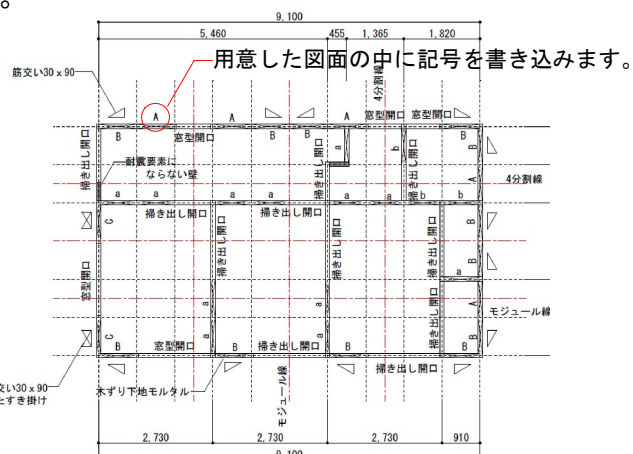 。
9,100
5,460
455
1,365
1,820
用意した図面の中に記号を書き込みます。
筋交い30x90
4分割線
A
A
A
窓型開口
窓型開口
B
窓型開口
B
B
B
掃き出し開口
耐震要素に
ならない壁
掃き出し開口
a
b
掃き出し開口
B
A
4分割線
a
a
a
a
a
a
b
b
C
掃き出し開口
掃き出し開口
掃き出し開口
掃き出し開口
掃き出し開口
B
B
窓型開口
a
a
a
A
モジュール線
C
a
a
掃き出し開口
B
B
窓型開口
B
掃き出し開口
B
B
掃き出し開口
交い30x90
たすき掛け
木ずり下地モルタル
モジュール線
2,730
2,730
2,730
910
9,100